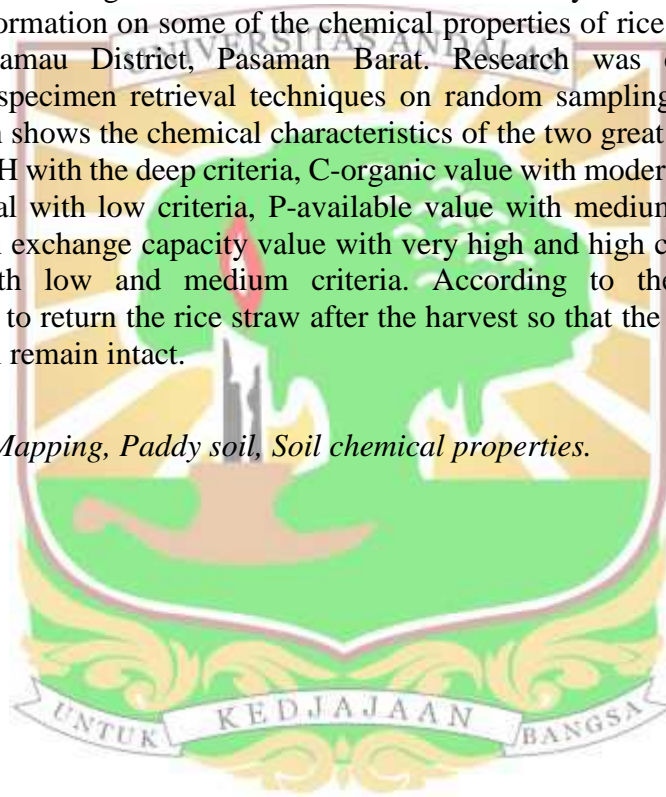 ormation on some of the chemical properties of rice
UNIVERSITAS ANDALAS
amau District, Pasaman Barat. Research was
specimen retrieval techniques on random sampling
n shows the chemical characteristics of the two great
H with the deep criteria, C-organic value with moder
al with low criteria, P-available value with medium
n exchange capacity value with very high and high c
th low and medium criteria. According to the
to return the rice straw after the harvest so that the
l remain intact.
Mapping, Paddy soil, Soil chemical properties.
UNTUK KEDJAJAAN BANGSA